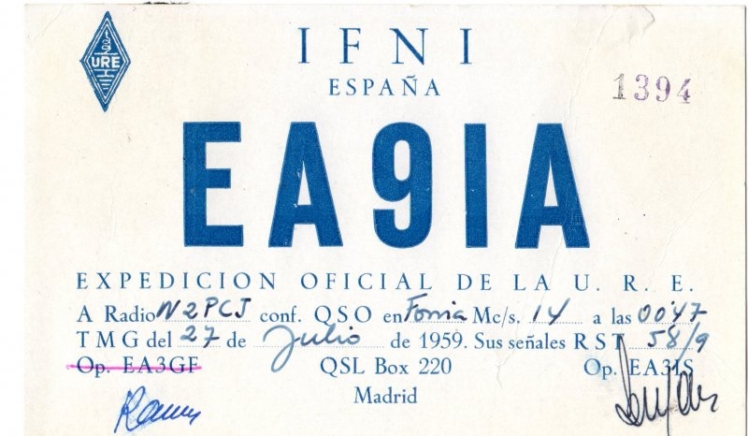 URE
IFNI
ESPAÑA
1394
EA9IA
EXPEDICION OFICIAL DE LA U. R. E.
A Radio N2PCJ conf. QSO en Fonia Mc/s. 14 a las 0047
TMG del 27 de Julio de 1959. Sus señales RST 58/9
Op. EA3GF QSL Box 220 Op. EA3IS
Madrid
Ramon